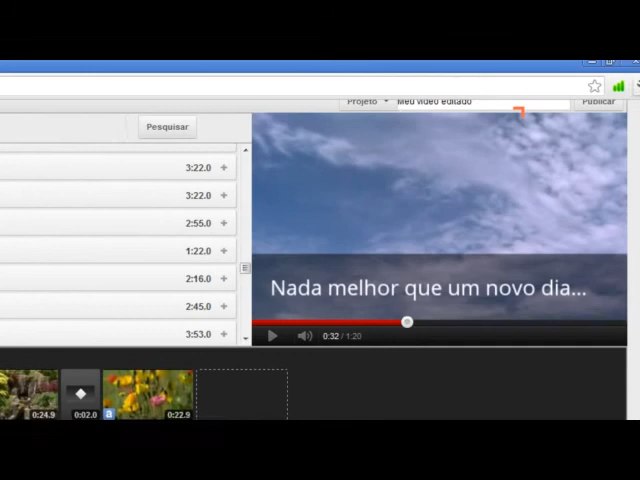 Projeto
Meu vídeo editado
Publicar
Pesquisar
3:22.0 +
3:22.0 +
2:55.0 +
1:22.0 +
2:16.0 +
2:45.0 +
3:53.0 +
Nada melhor que um novo dia...
0:32 / 1:20
0:24.9
0:02.0
a
0:22.9